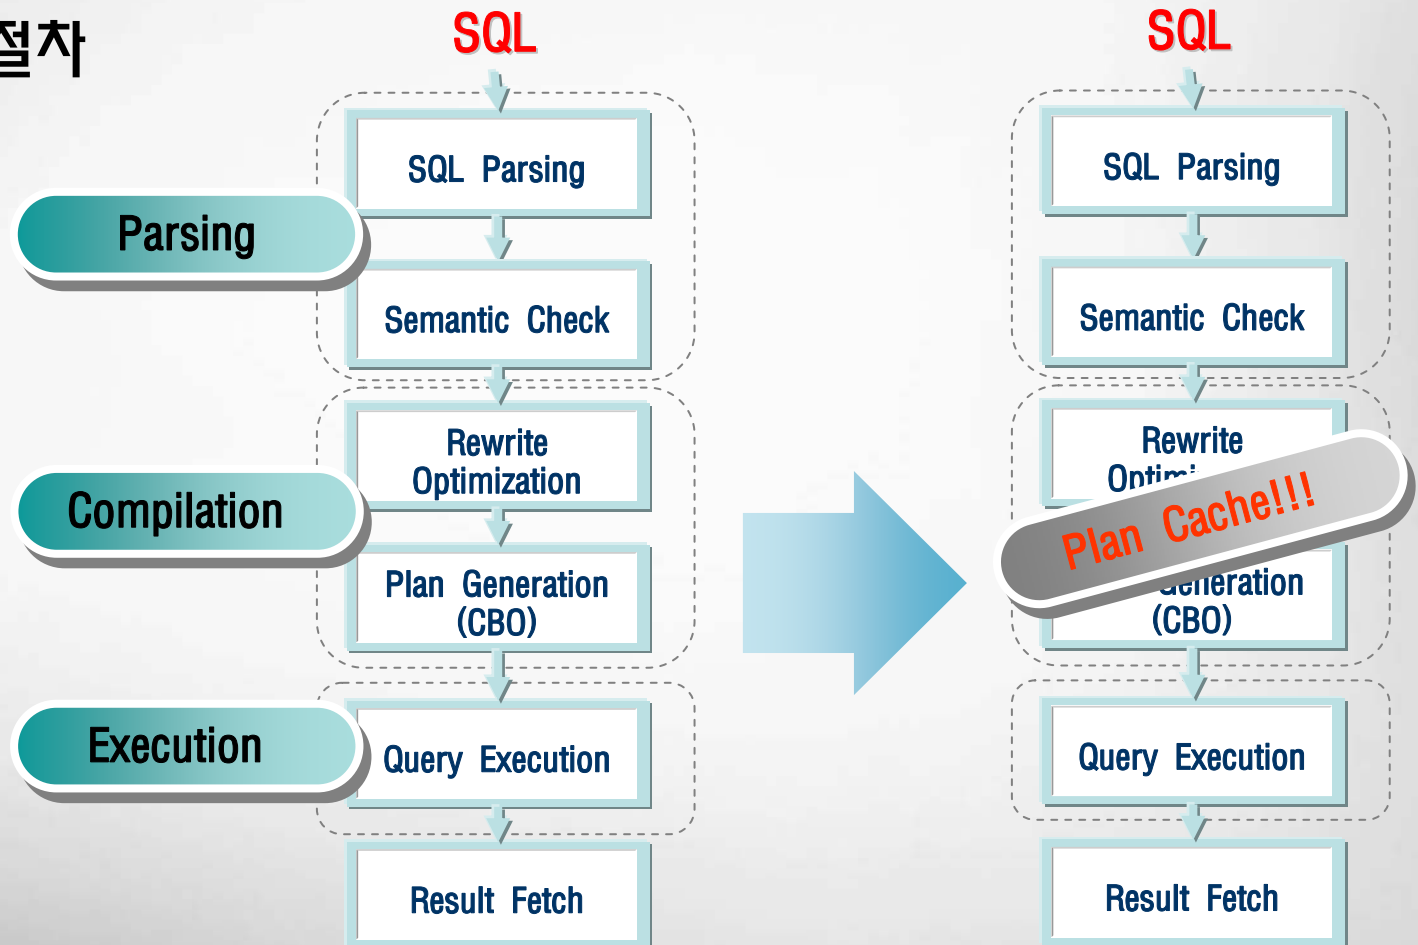 절차
SQL
SQL Parsing
Parsing
Semantic Check
Rewrite
Optimization
Compilation
Plan Generation
(CBO)
Execution
Query Execution
Result Fetch
SQL
SQL Parsing
Semantic Check
Rewrite
Plan Cache!!!
(CBO)
Query Execution
Result Fetch